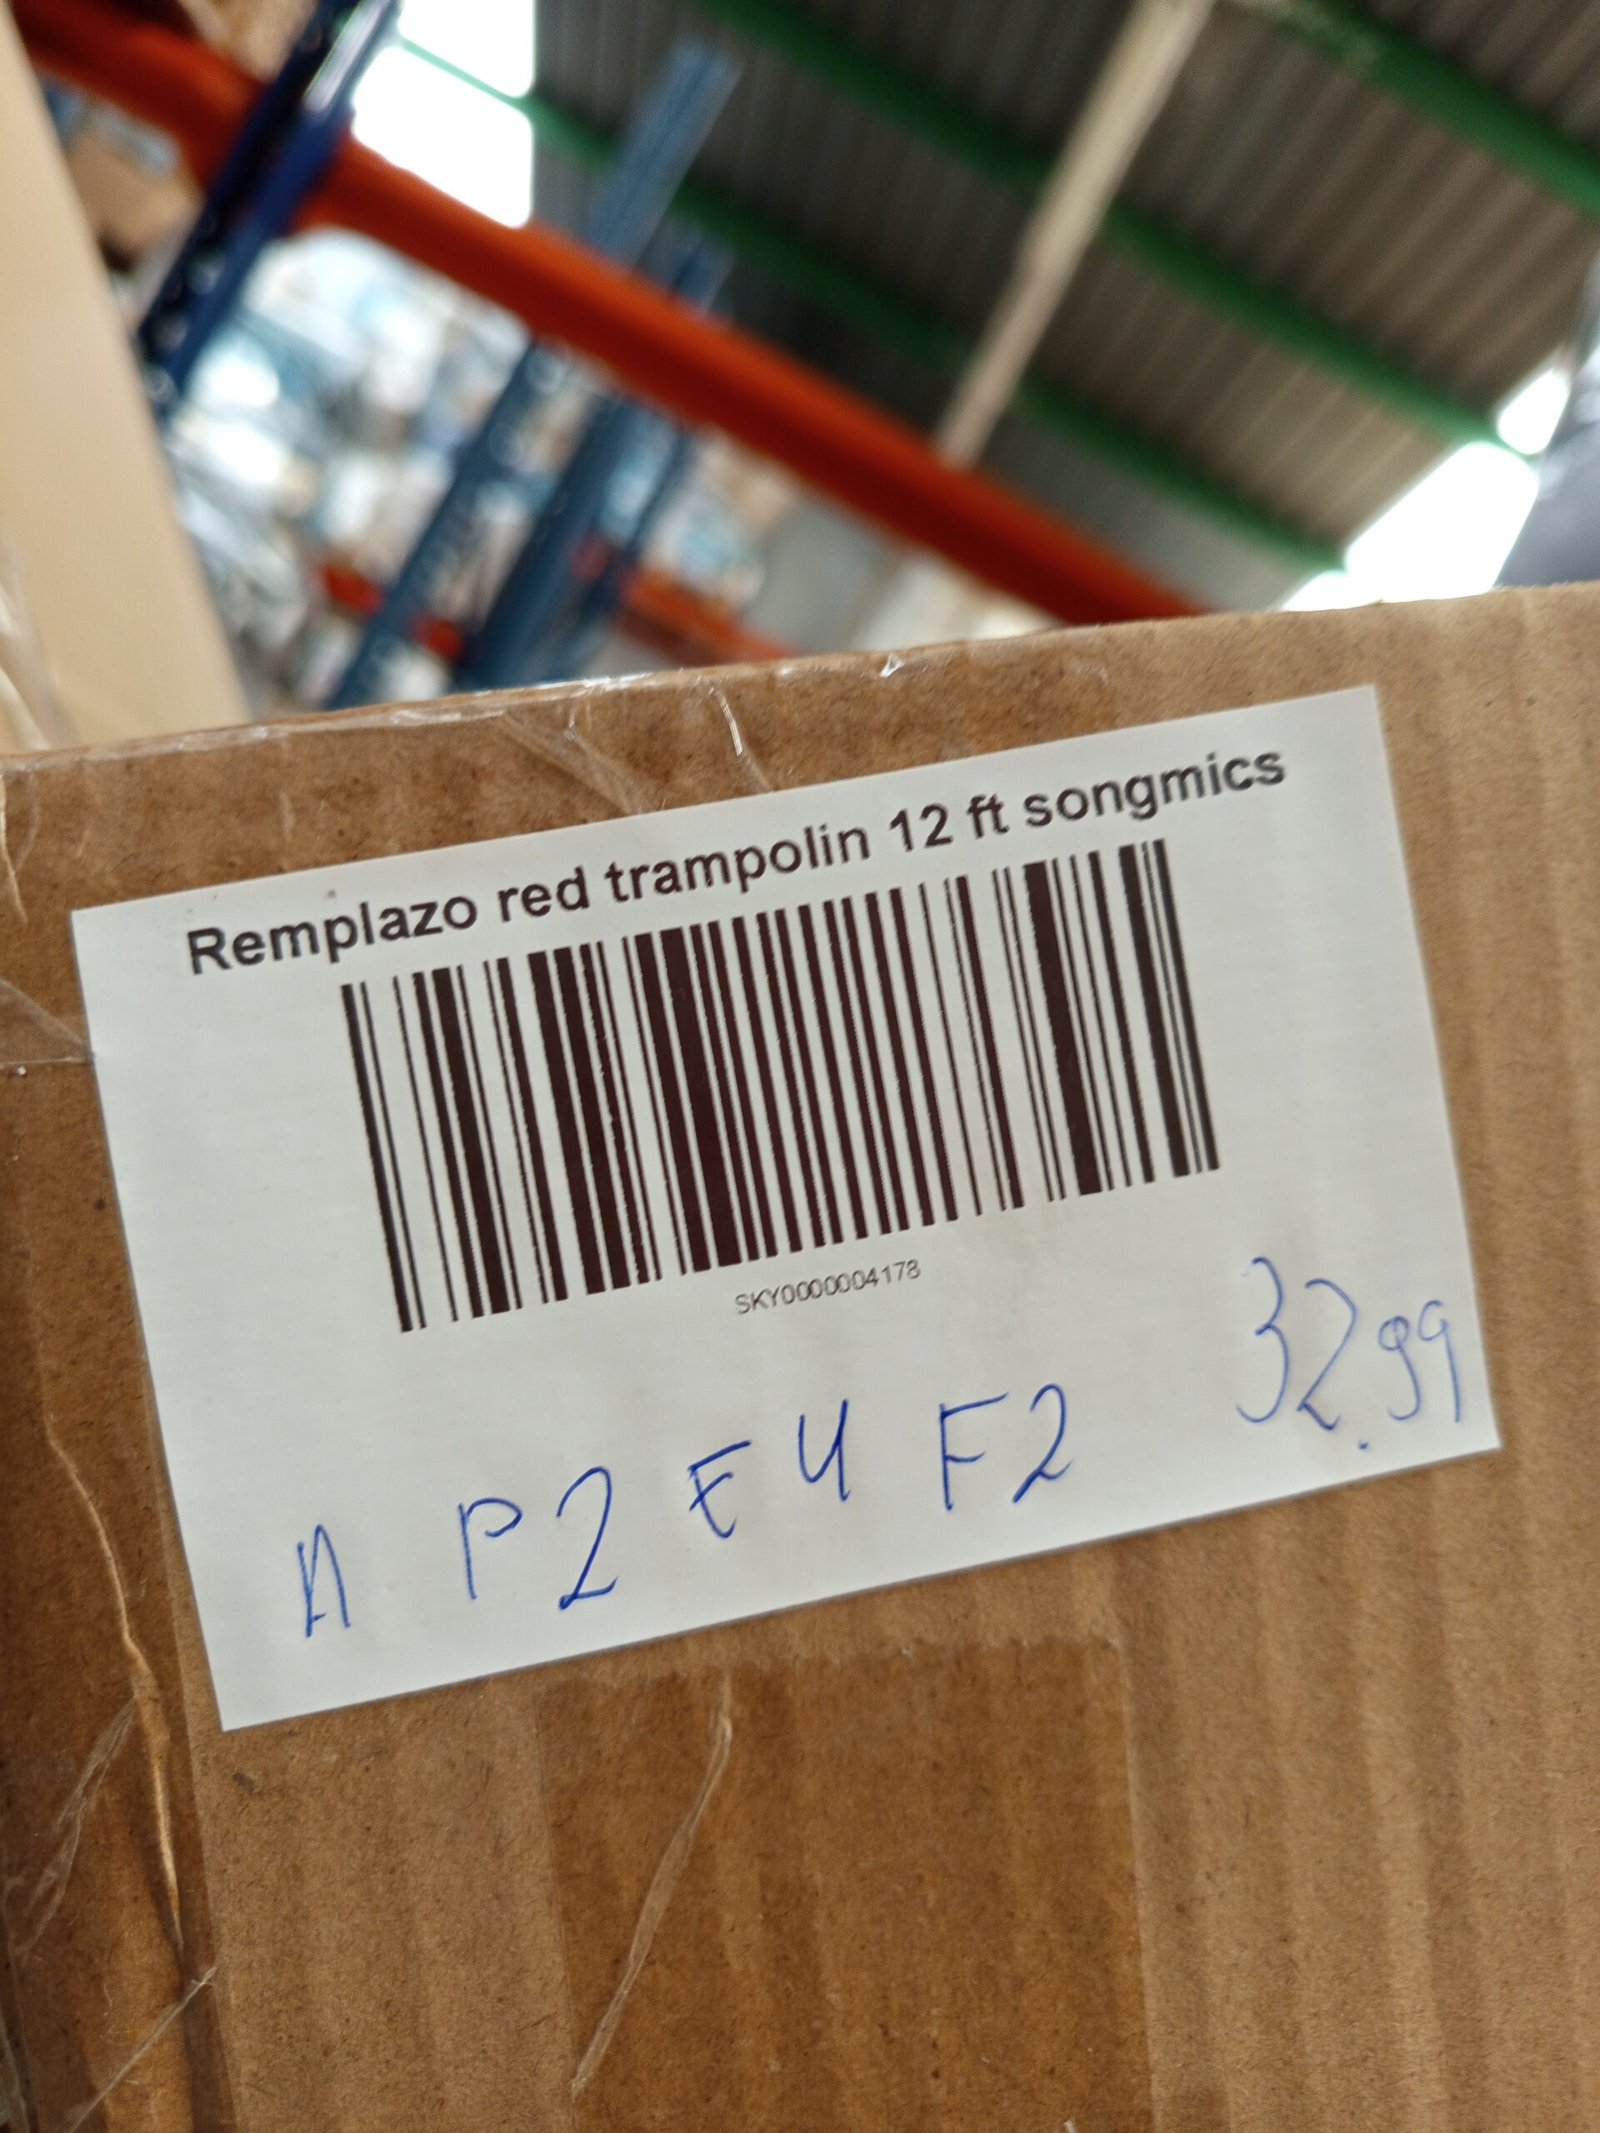 Remplazo red trampolin 12 ft songmics
SKY0000004178
32.99
A P2 E4 F2